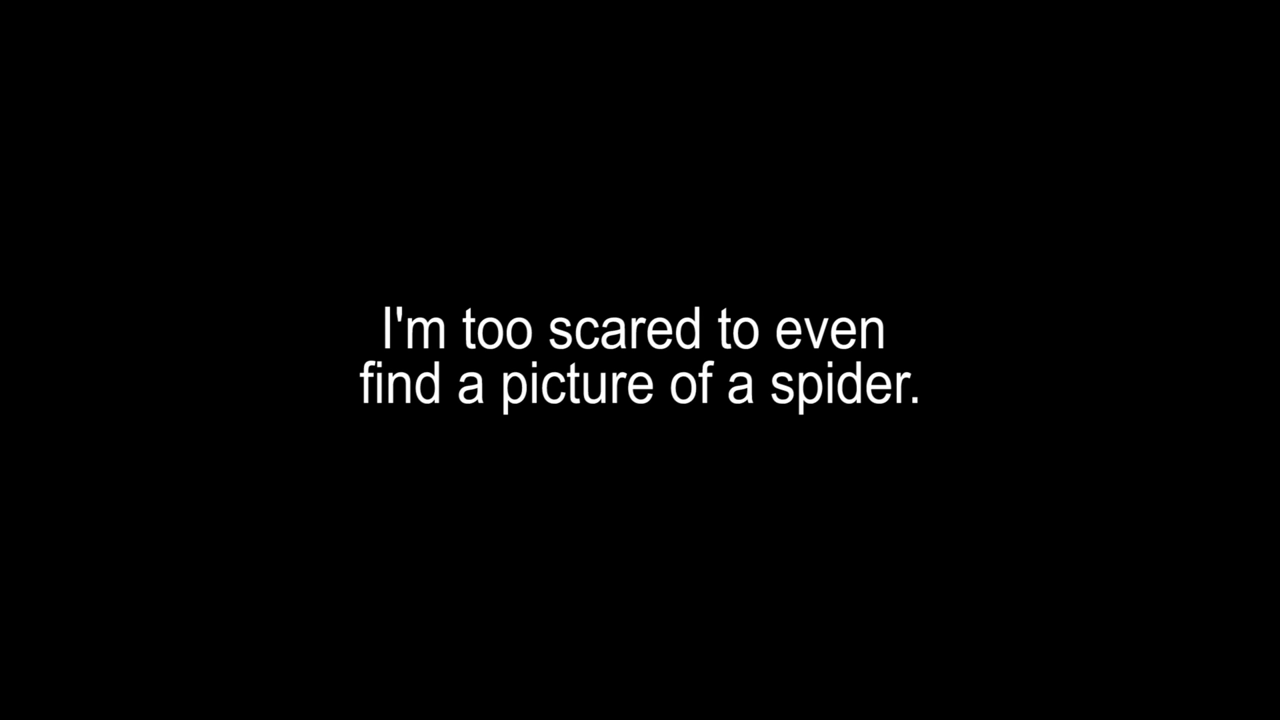 I'm too scared to even
find a picture of a spider.